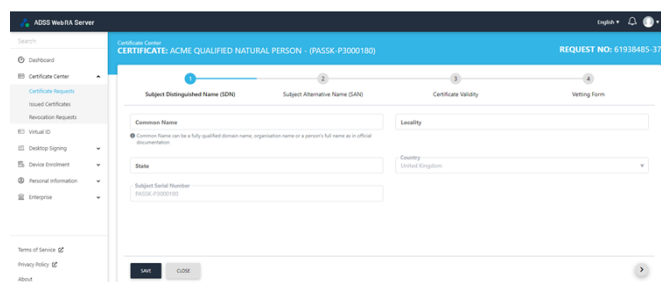 ADSS Web RA Server
English
Search
Certificate Center
CERTIFICATE: ACME QUALIFIED NATURAL PERSON - (PASSK-P3000180)
REQUEST NO: 61938485-37
Dashboard
Certificate Center
Certificate Requests
Issued Certificates
Revocation Requests
Virtual ID
Desktop Signing
Device Enrolment
Personal Information
Enterprise
1
2
3
4
Subject Distinguished Name (SDN)
Subject Alternative Name (SAN)
Certificate Validity
Vetting Form
Common Name
Locality
Common Name can be a fully qualified domain name, organisation name or a person's full name as in official
documentation
State
Country
United Kingdom
Subject Serial Number
PASSK-P3000180
Terms of Service
Privacy Policy
About
SAVE
CLOSE